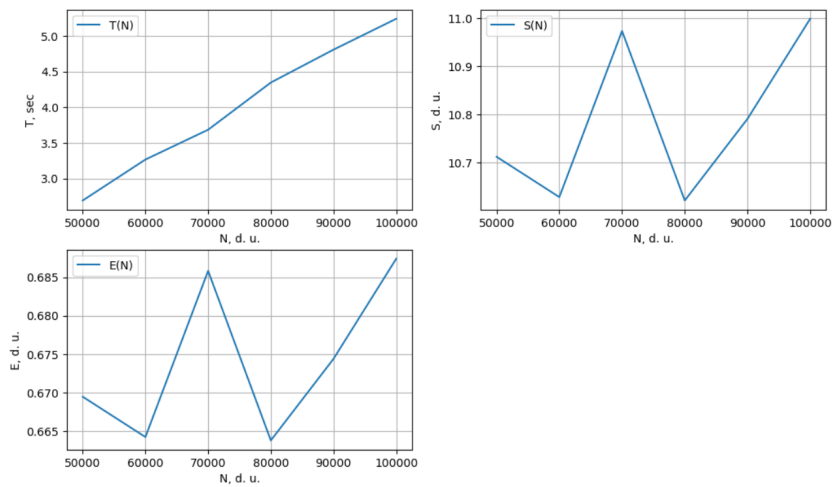 T(N)
5.0
4.5
4.0
3.5
3.0
T, sec
50000 60000 70000 80000 90000 100000
N, d. u.
S(N)
11.0
10.9
10.8
10.7
S, d. u.
50000 60000 70000 80000 90000 100000
N, d. u.
E(N)
0.685
0.680
0.675
0.670
0.665
E, d. u.
50000 60000 70000 80000 90000 100000
N, d. u.